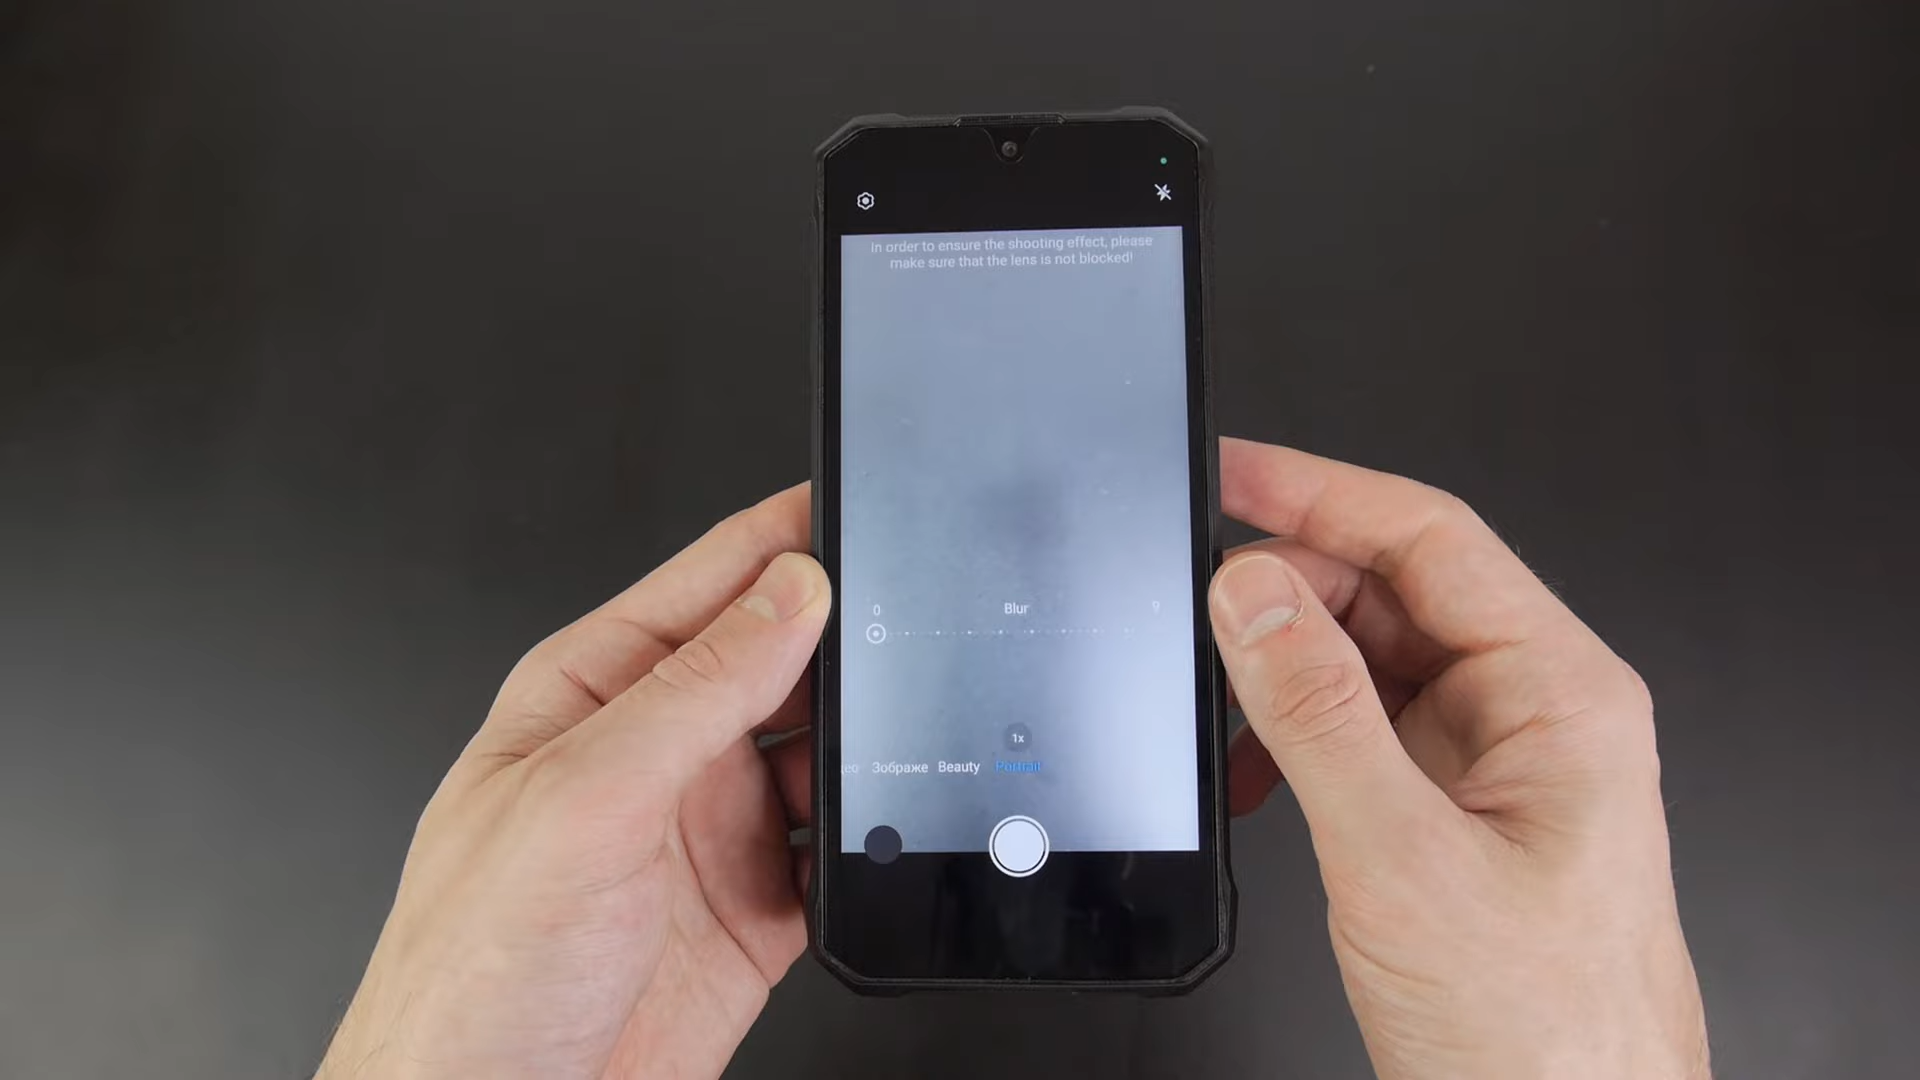 In order to ensure the shooting effect, please
make sure that the lens is not blocked!
0 Blur
1x
Зображе Beauty Portrait